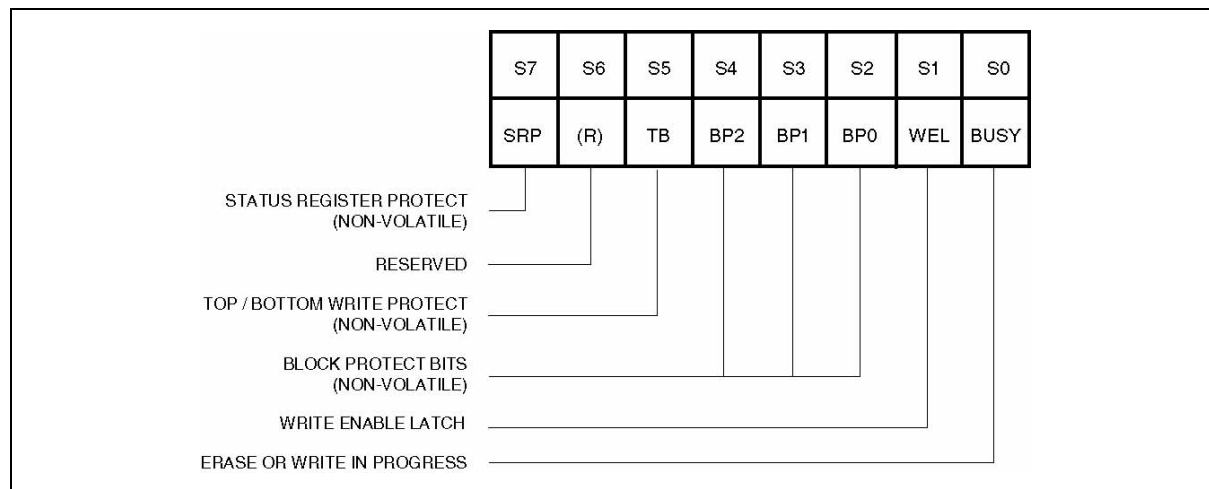 S7 S6 S5 S4 S3 S2 S1 S0
SRP (R) TB BP2 BP1 BP0 WEL BUSY
STATUS REGISTER PROTECT
(NON-VOLATILE)
RESERVED
TOP / BOTTOM WRITE PROTECT
(NON-VOLATILE)
BLOCK PROTECT BITS
(NON-VOLATILE)
WRITE ENABLE LATCH
ERASE OR WRITE IN PROGRESS